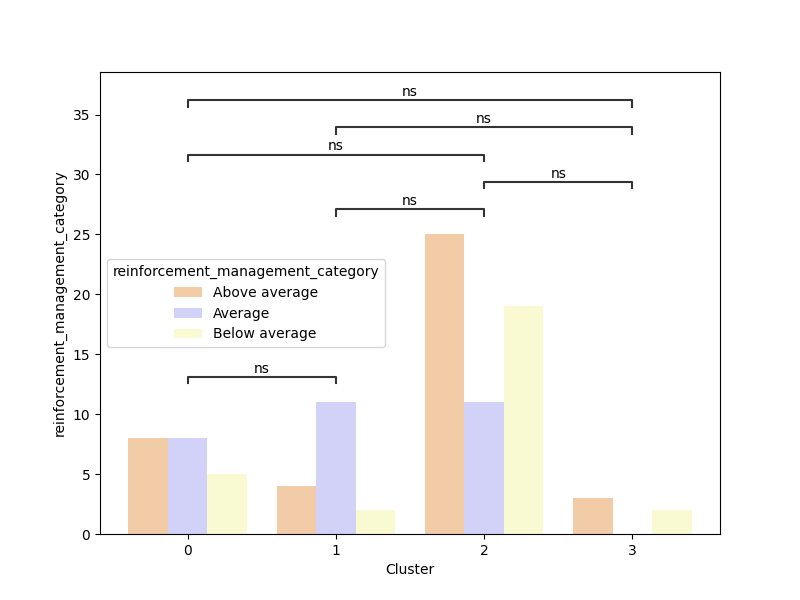 ns
35
ns
ns
30
ns
ns
25
reinforcement_management_category
reinforcement_management_category
Above average
20
Average
Below average
15
ns
10
5
0
0 1 2 3
Cluster